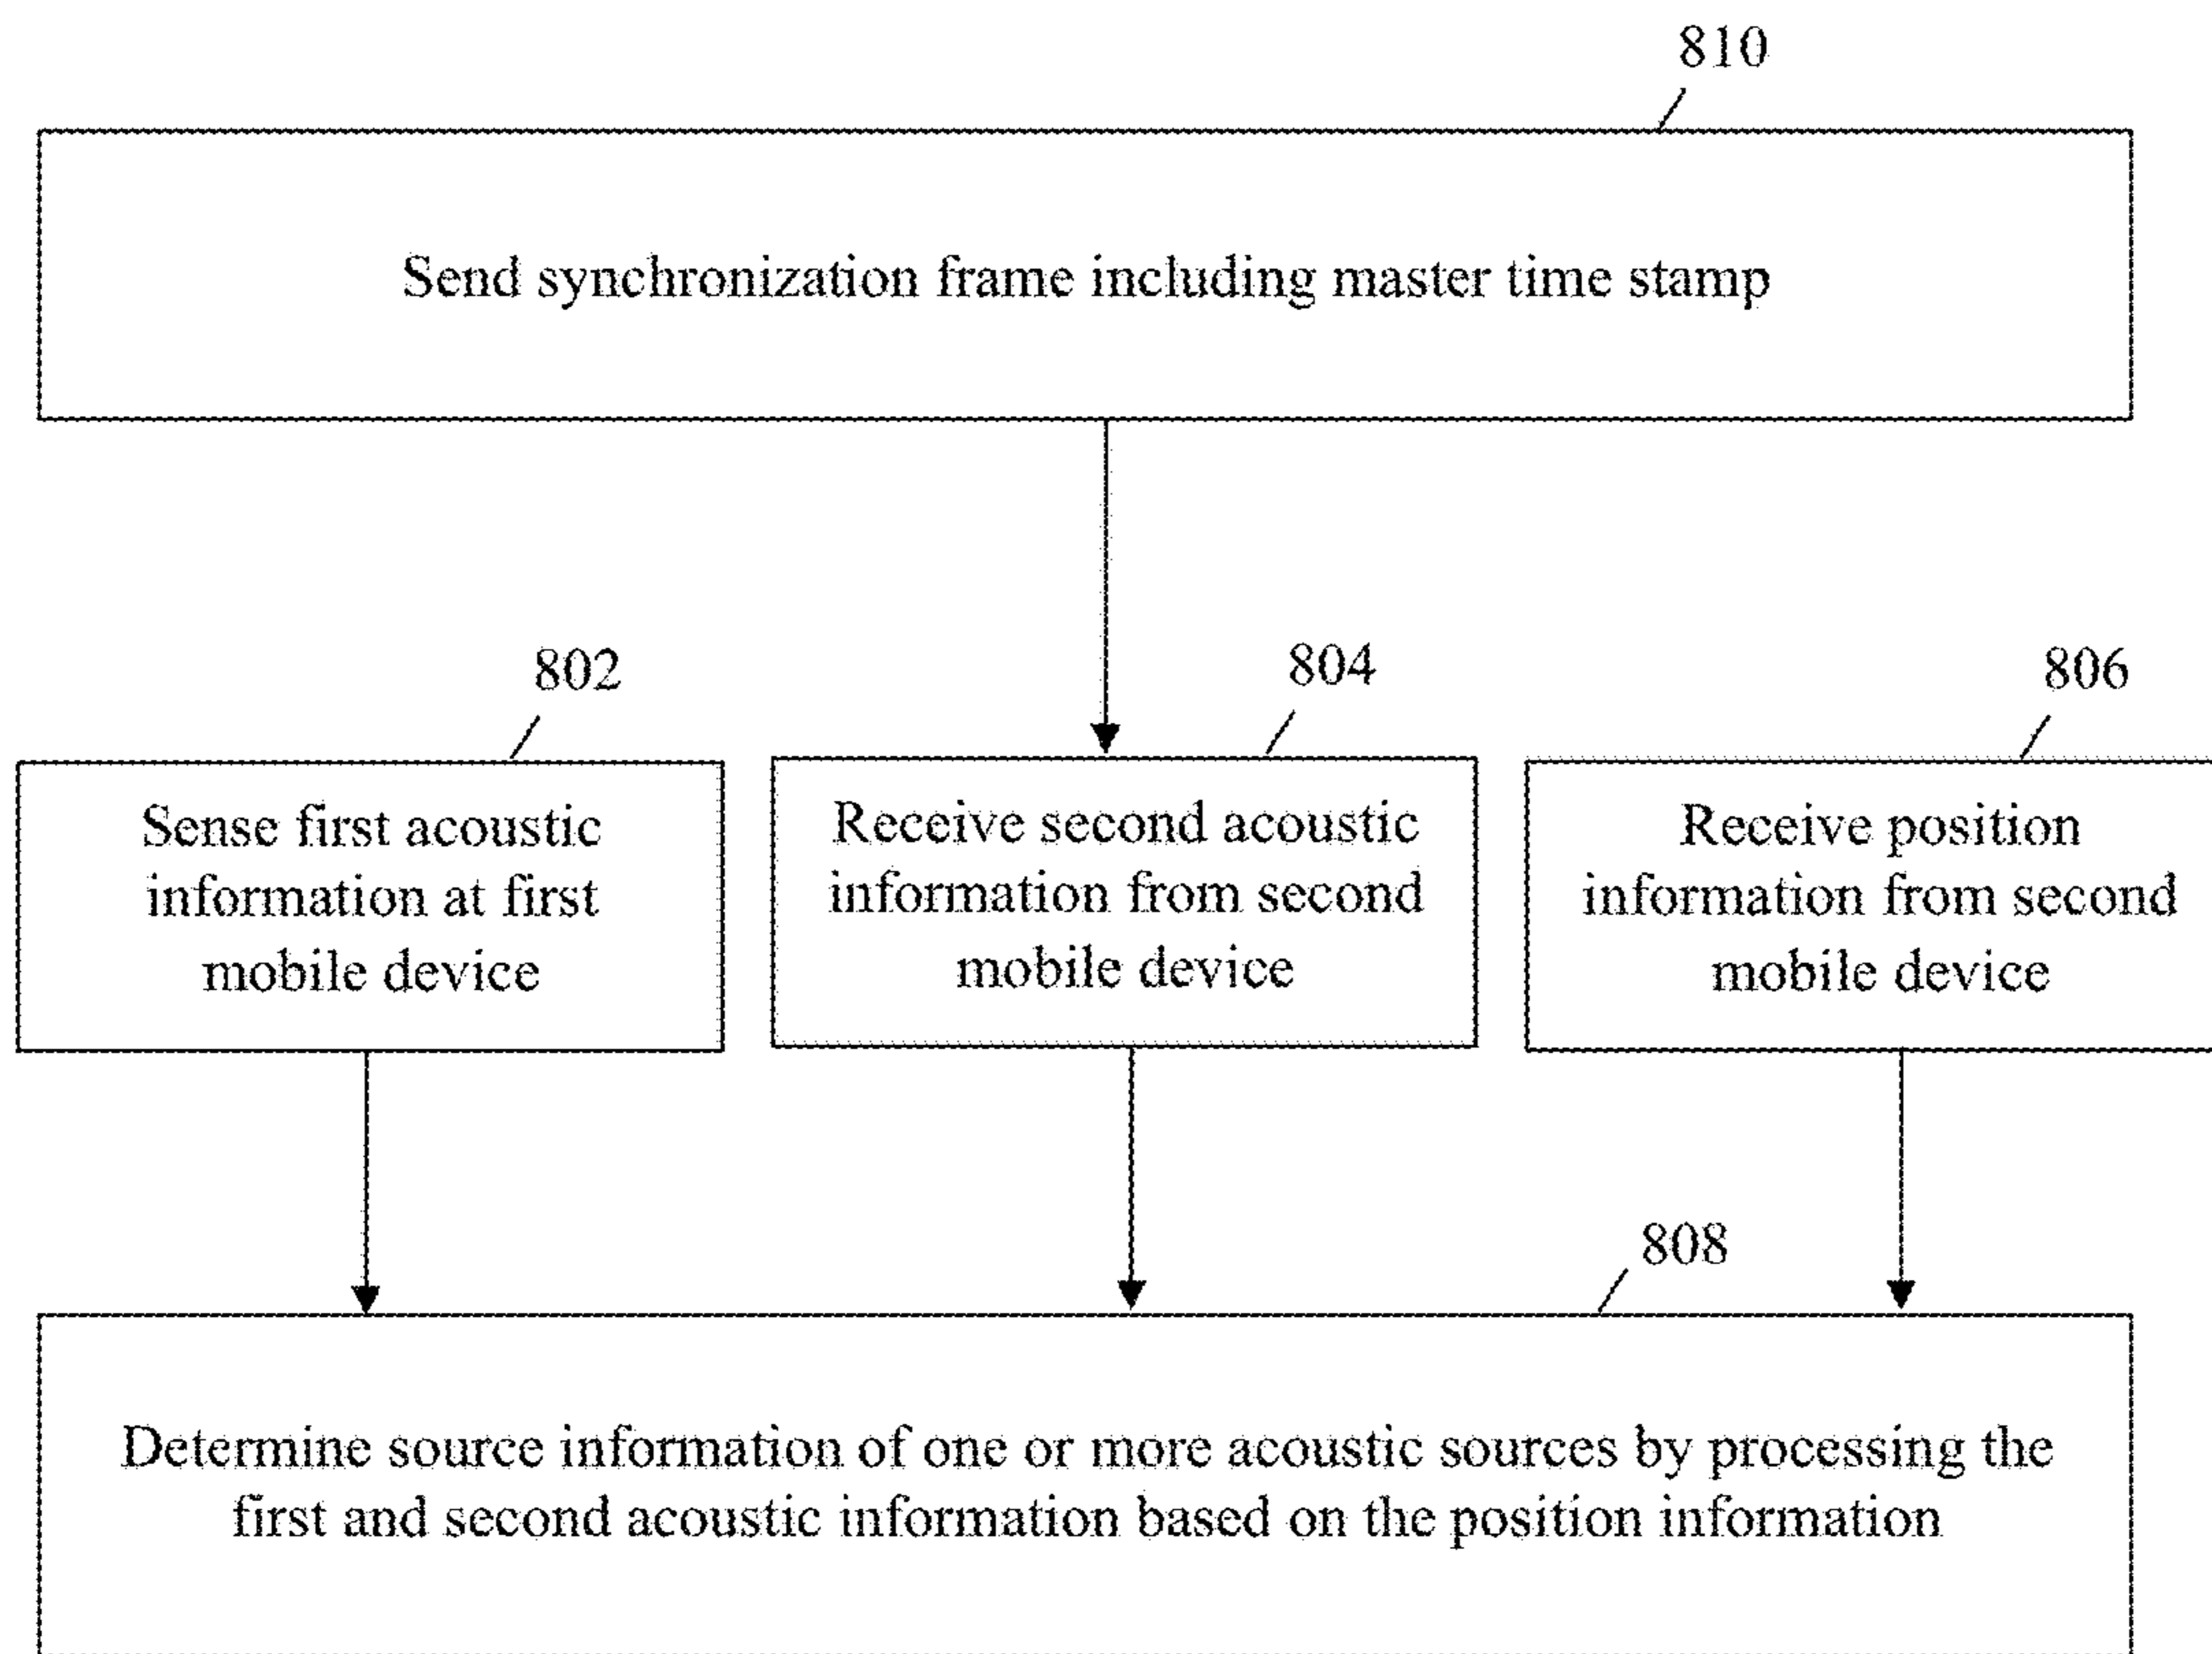 810
Send synchronization frame including master time stamp
802
804
806
Sense first acoustic
information at first
mobile device
Receive second acoustic
information from second
mobile device
Receive position
information from second
mobile device
808
Determine source information of one or more acoustic sources by processing the
first and second acoustic information based on the position information